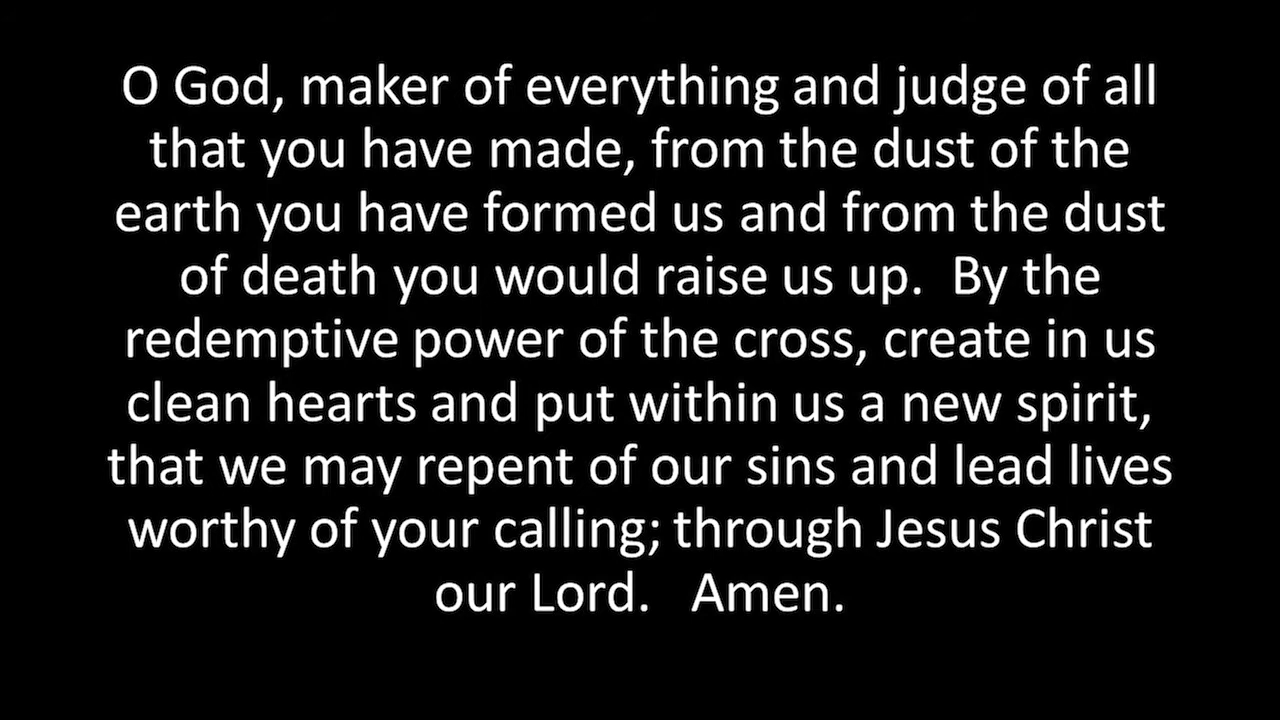 O God, maker of everything and judge of all
that you have made, from the dust of the
earth you have formed us and from the dust
of death you would raise us up.  By the
redemptive power of the cross, create in us
clean hearts and put within us a new spirit,
that we may repent of our sins and lead lives
worthy of your calling; through Jesus Christ
our Lord.   Amen.